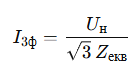 I₃ф = Uн / (√3 Zекв)